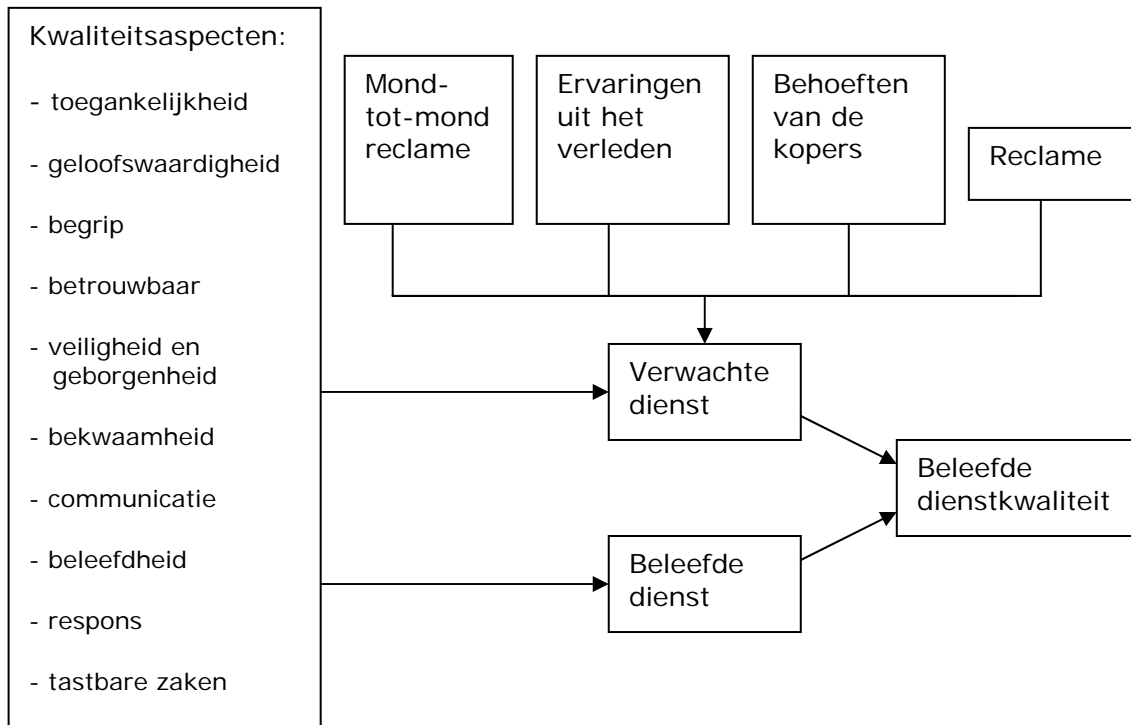 Kwaliteitsaspecten:
- toegankelijkheid
- geloofswaardigheid
- begrip
- betrouwbaar
- veiligheid en
geborgenheid
- bekwaamheid
- communicatie
- beleefdheid
- respons
- tastbare zaken
Mond-
tot-mond
reclame
Ervaringen
uit het
verleden
Behoeften
van de
kopers
Reclame
Verwachte
dienst
Beleefde
dienst
Beleefde
dienstkwaliteit